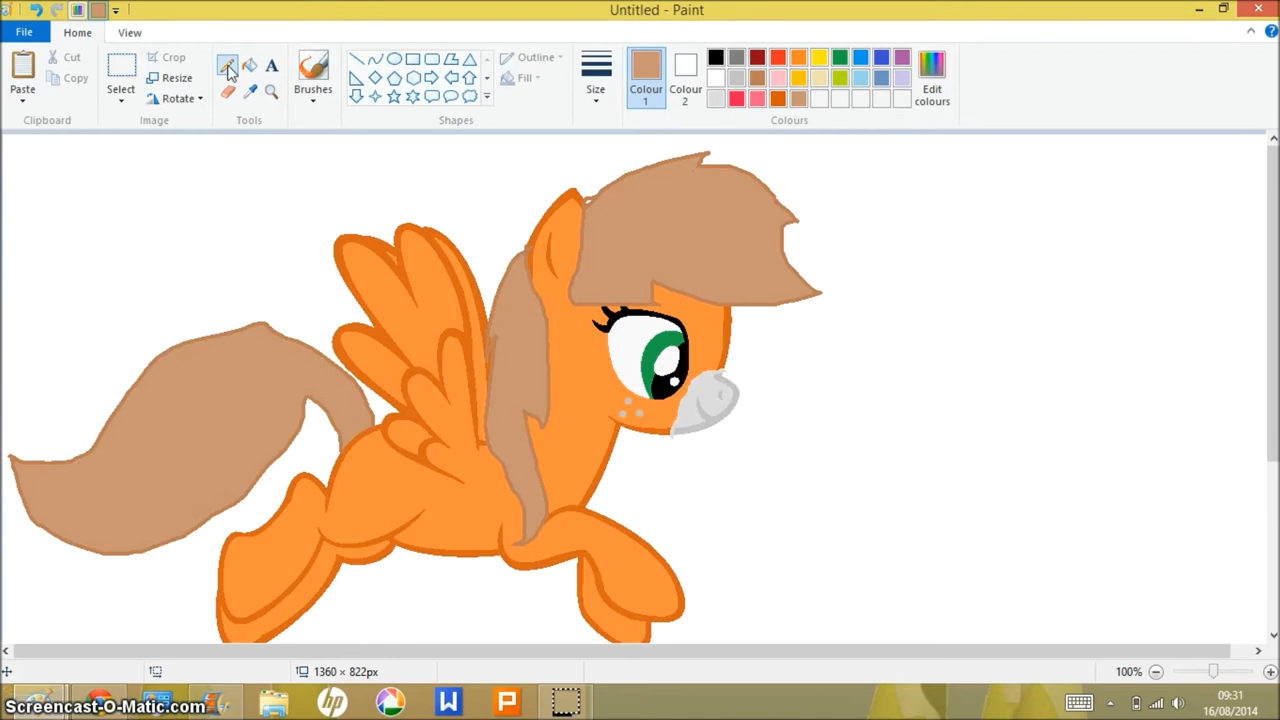 Untitled - Paint
File
Home
View
Paste
Cut
Copy
Clipboard
Select
Crop
Resize
Rotate
Image
A
Tools
Brushes
Outline
Fill
Shapes
Size
Colour 1
Colour 2
Edit colours
Colours
1360 × 822px
100%
hp
W
P
Screencast-O-Matic.com
09:31
16/08/2014